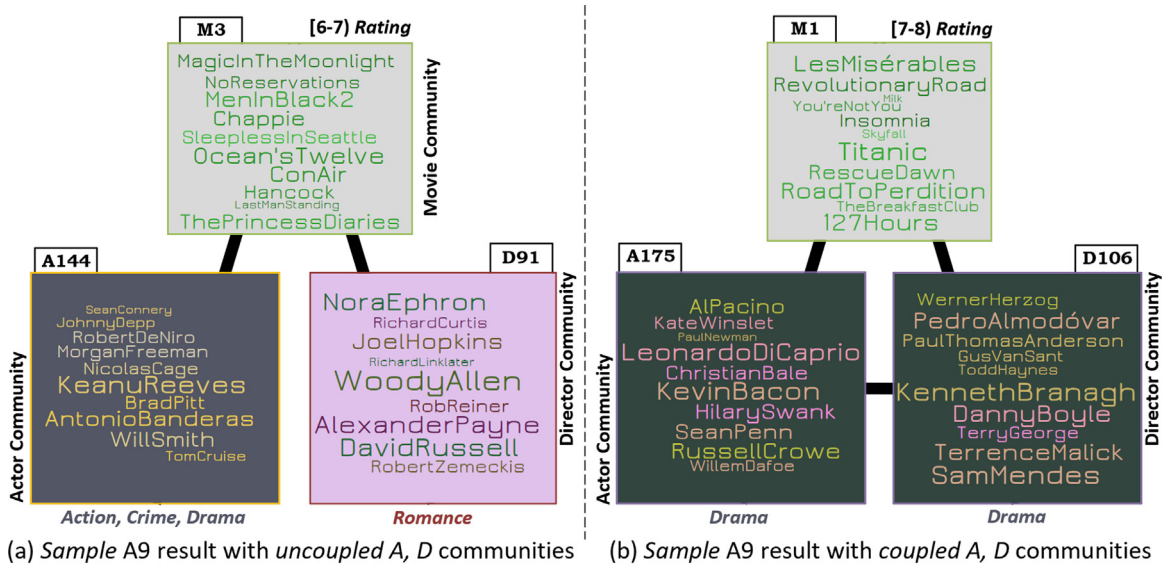 M3
[6-7) Rating
MagicInTheMoonlight
NoReservations
MenInBlack2
Chappie
SleeplessInSeattle
Ocean'sTwelve
ConAir
Hancock
LastManStanding
ThePrincessDiaries
Movie Community
A144
SeanConnery
JohnnyDepp
RobertDeNiro
MorganFreeman
NicolasCage
KeanuReeves
BradPitt
AntonioBanderas
WillSmith
TomCruise
Actor Community
Action, Crime, Drama
D91
NoraEphron
RichardCurtis
JoelHopkins
RichardLinklater
WoodyAllen
RobReiner
AlexanderPayne
DavidRussell
RobertZemeckis
Director Community
Romance
(a) Sample A9 result with uncoupled A, D communities
M1
[7-8) Rating
LesMisérables
RevolutionaryRoad
Milk
You'reNotYou
Insomnia
Skyfall
Titanic
RescueDawn
RoadToPerdition
TheBreakfastClub
127Hours
Movie Community
A175
AlPacino
KateWinslet
PaulNewman
LeonardoDiCaprio
ChristianBale
KevinBacon
HilarySwank
SeanPenn
RussellCrowe
WillemDafoe
Actor Community
Drama
D106
WernerHerzog
PedroAlmodóvar
PaulThomasAnderson
GusVanSant
ToddHaynes
KennethBranagh
DannyBoyle
TerryGeorge
TerrenceMalick
SamMendes
Director Community
Drama
(b) Sample A9 result with coupled A, D communities